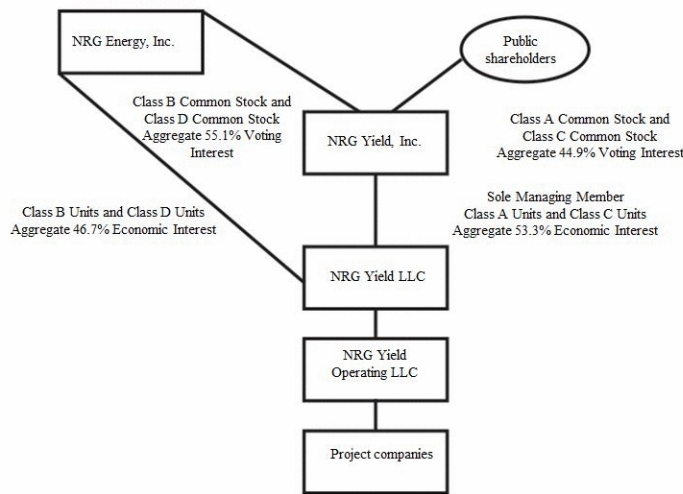 NRG Energy, Inc.
Public
shareholders
Class B Common Stock and
Class D Common Stock
Aggregate 55.1% Voting
Interest
NRG Yield, Inc.
Class A Common Stock and
Class C Common Stock
Aggregate 44.9% Voting Interest
Class B Units and Class D Units
Aggregate 46.7% Economic Interest
Sole Managing Member
Class A Units and Class C Units
Aggregate 53.3% Economic Interest
NRG Yield LLC
NRG Yield
Operating LLC
Project companies